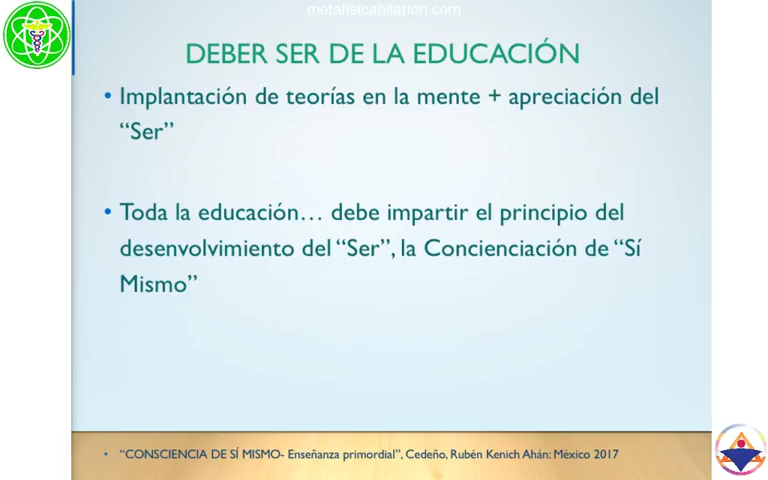 metafisicahilarion.com
DEBER SER DE LA EDUCACIÓN
• Implantación de teorías en la mente + apreciación del
“Ser”
• Toda la educación… debe impartir el principio del
desenvolvimiento del “Ser”, la Concienciación de “Sí
Mismo”
• “CONSCIENCIA DE SÍ MISMO- Enseñanza primordial”, Cedeño, Rubén Kenich Ahán: México 2017